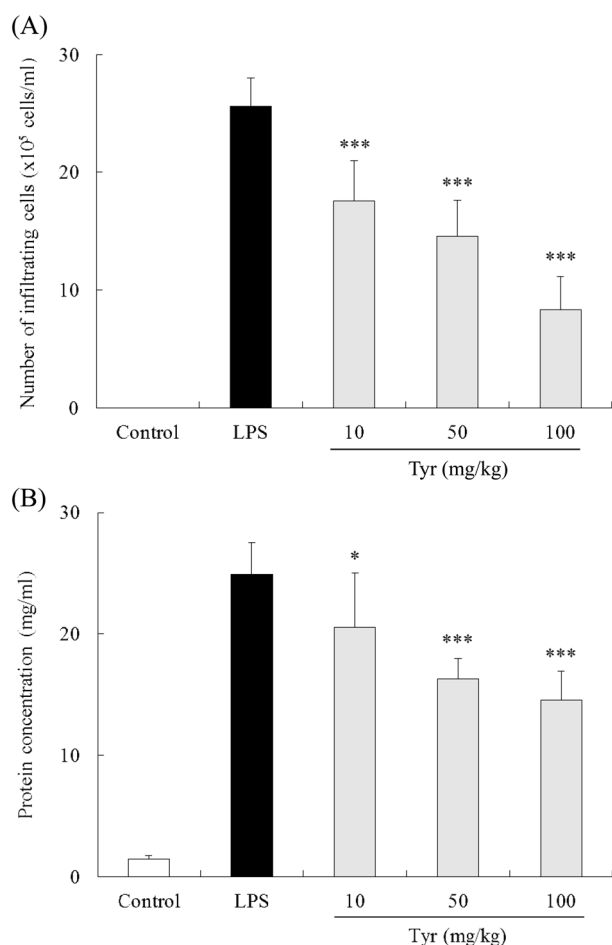 (A)
Number of infiltrating cells (x10⁵ cells/ml)
30
20
10
0
***
***
***
Control LPS 10 50 100
Tyr (mg/kg)
(B)
Protein concentration (mg/ml)
30
20
10
0
*
***
***
Control LPS 10 50 100
Tyr (mg/kg)